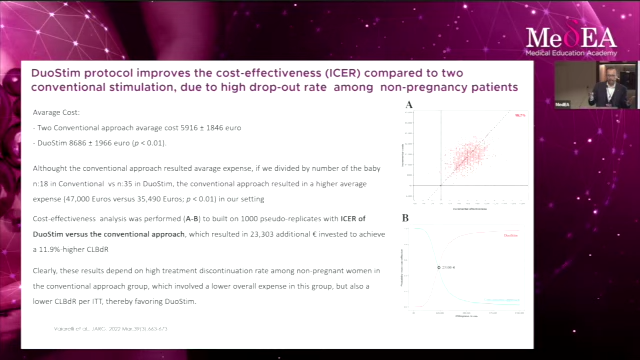 MeDEA
Medical Education Academy
DuoStim protocol improves the cost-effectiveness (ICER) compared to two
conventional stimulation, due to high drop-out rate among non-pregnancy patients
Avarage Cost:
- Two Conventional approach avarage cost 5916 ± 1846 euro
- DuoStim 8686 ± 1966 euro (p < 0.01).
Althought the conventional approach resulted avarage expense, if we divided by number of the baby
n:18 in Conventional vs n:35 in DuoStim, the conventional approach resulted in a higher average
expense (47,000 Euros versus 35,490 Euros; p < 0.01) in our setting
Cost-effectiveness analysis was performed (A-B) to built on 1000 pseudo-replicates with ICER of
DuoStim versus the conventional approach, which resulted in 23,303 additional € invested to achieve
a 11.9% higher CLBdR
Clearly, these results depend on high treatment discontinuation rate among non-pregnant women in
the conventional approach group, which involved a lower overall expense in this group, but also a
lower CLBdR per ITT, thereby favoring DuoStim.
A
B
MedEA